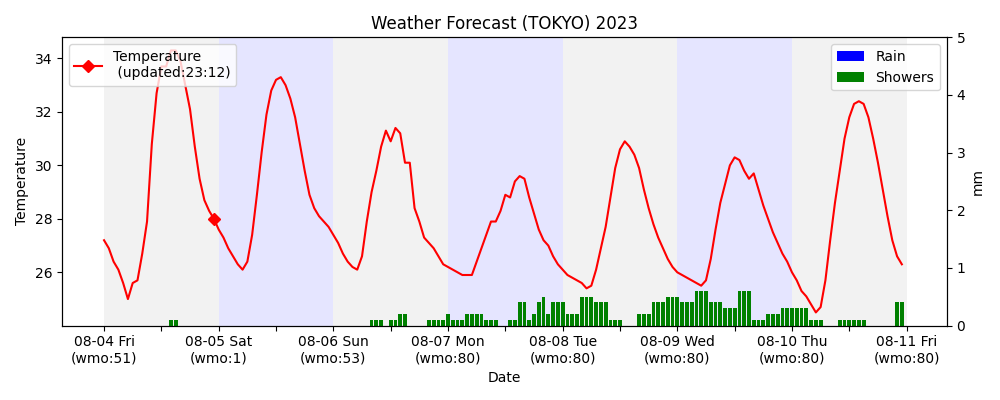 Weather Forecast (TOKYO) 2023
Temperature
(updated:23:12)
Rain
Showers
34
32
30
28
26
Temperature
5
4
3
2
1
0
mm
08-04 Fri
(wmo:51)
08-05 Sat
(wmo:1)
08-06 Sun
(wmo:53)
08-07 Mon
(wmo:80)
08-08 Tue
(wmo:80)
08-09 Wed
(wmo:80)
08-10 Thu
(wmo:80)
08-11 Fri
(wmo:80)
Date